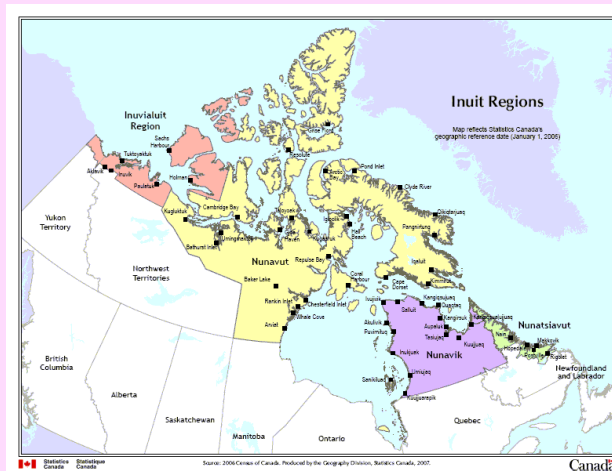 Inuit Regions
Map reflects Statistics Canada's
geographic reference date (January 1, 2006)
Inuvialuit
Region
Sachs
Harbour
Tuktoyaktuk
Aklavik
Inuvik
Paulatuk
Holman
Grise Fiord
Resolute
Arctic
Bay
Pond Inlet
Clyde River
Qikiqtarjuaq
Pangnirtung
Cambridge Bay
Kugluktuk
Taloyoak
Igloolik
Hall
Beach
Gjoa
Haven
Kugaaruk
Umingmaktok
Bathurst Inlet
Repulse Bay
Yukon
Territory
Northwest
Territories
Nunavut
Baker Lake
Iqaluit
Kimmirut
Cape
Dorset
Coral
Harbour
Rankin Inlet
Chesterfield Inlet
Whale Cove
Arviat
Ivujivik
Salluit
Kangiqsujuaq
Quaqtaq
Akulivik
Kangirsuk
Kangiqsualujjuaq
Puvirnituq
Aupaluk
Tasiujaq
Kuujjuaq
Inukjuak
Nunavik
Nunatsiavut
Nain
Hopedale
Makkovik
Postville
Rigolet
Umiujaq
Sanikiluaq
Kuujjuarapik
British
Columbia
Alberta
Saskatchewan
Manitoba
Ontario
Quebec
Newfoundland
and Labrador
Statistics Statistique
Canada Canada
Source: 2006 Census of Canada. Produced by the Geography Division, Statistics Canada, 2007.
Canada